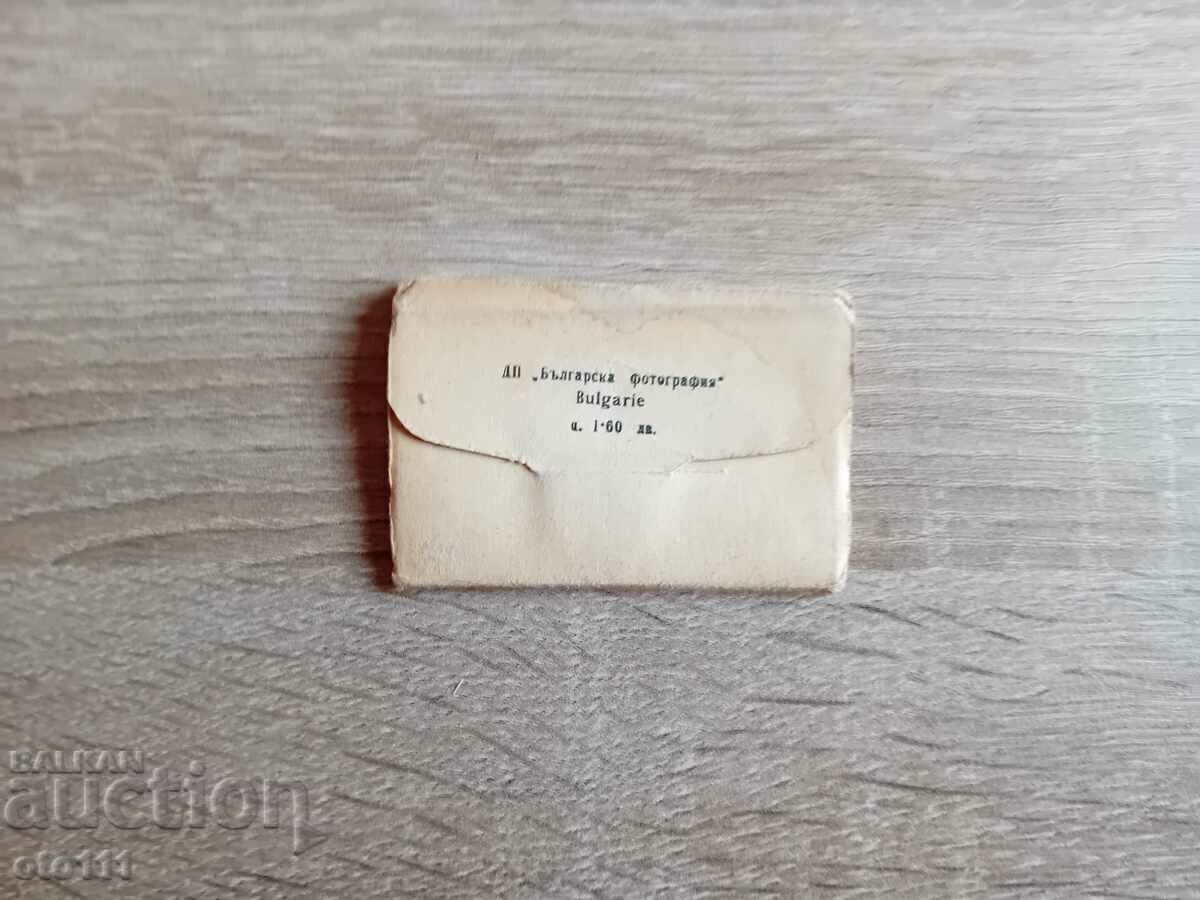 ДП „Българска фотография“
Bulgarie
ц. 1·60 лв.
BALKAN
auction
oto111